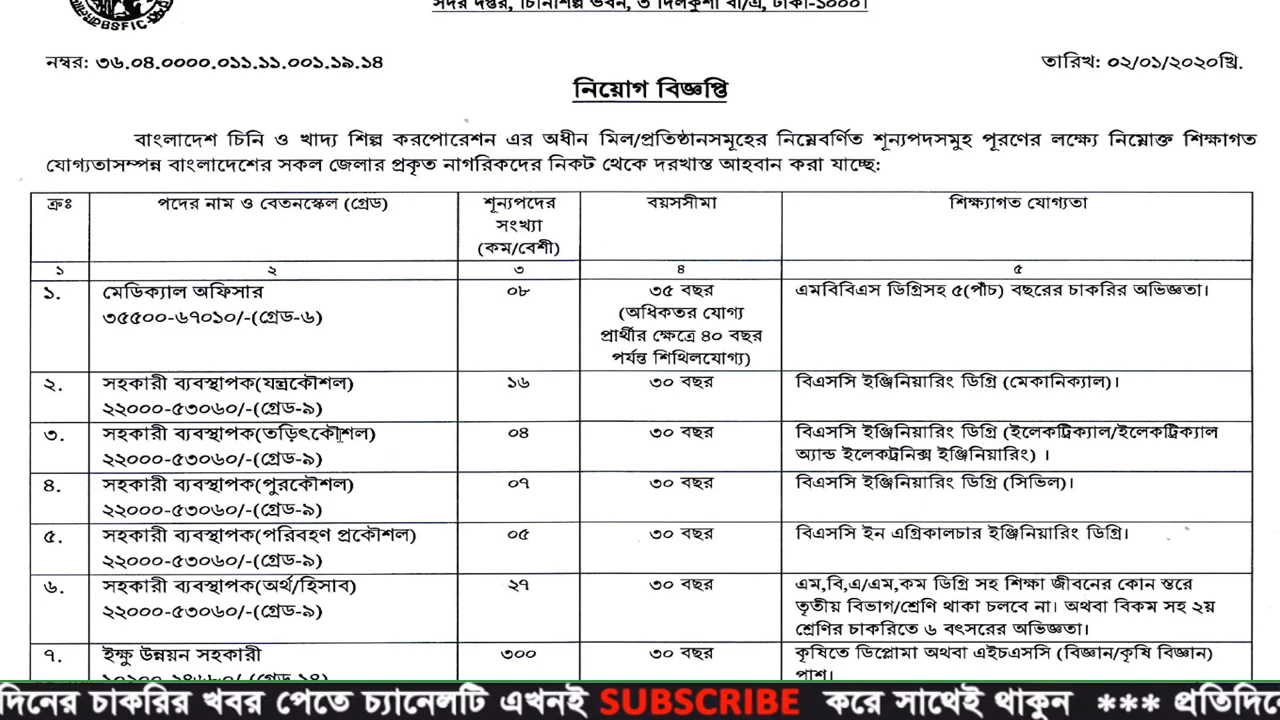 BSFIC
সদর দপ্তর, চিনিশিল্প ভবন, ৩ দিলকুশা বা/এ, ঢাকা-১০০০।
নম্বর: ৩৬.০৪.০০০০.০১১.১১.০০১.১৯.১৪
তারিখ: ০২/০১/২০২০খ্রি.
নিয়োগ বিজ্ঞপ্তি
বাংলাদেশ চিনি ও খাদ্য শিল্প করপোরেশন এর অধীন মিল/প্রতিষ্ঠানসমূহের নিম্নেবর্ণিত শূন্যপদসমুহ পূরণের লক্ষ্যে নিম্নোক্ত শিক্ষাগত
যোগ্যতাসম্পন্ন বাংলাদেশের সকল জেলার প্রকৃত নাগরিকদের নিকট থেকে দরখাস্ত আহবান করা যাচ্ছে:
ক্রঃ পদের নাম ও বেতনস্কেল (গ্রেড) শূন্যপদের বয়সসীমা শিক্ষ্যাগত যোগ্যতা
সংখ্যা
(কম/বেশী)
১ ২ ৩ ৪ ৫
১. মেডিক্যাল অফিসার ০৮ ৩৫ বছর এমবিবিএস ডিগ্রিসহ ৫(পাঁচ) বছরের চাকরির অভিজ্ঞতা।
৩৫৫০০-৬৭০১০/-(গ্রেড-৬) (অধিকতর যোগ্য
প্রার্থীর ক্ষেত্রে ৪০ বছর
পর্যন্ত শিথিলযোগ্য)
২. সহকারী ব্যবস্থাপক(যন্ত্রকৌশল) ১৬ ৩০ বছর বিএসসি ইঞ্জিনিয়ারিং ডিগ্রি (মেকানিক্যাল)।
২২০০০-৫৩০৬০/-(গ্রেড-৯)
৩. সহকারী ব্যবস্থাপক(তড়িৎকৌশল) ০৪ ৩০ বছর বিএসসি ইঞ্জিনিয়ারিং ডিগ্রি (ইলেকট্রিক্যাল/ইলেকট্রিক্যাল
২২০০০-৫৩০৬০/-(গ্রেড-৯) অ্যান্ড ইলেকট্রনিক্স ইঞ্জিনিয়ারিং) ।
৪. সহকারী ব্যবস্থাপক(পুরকৌশল) ০৭ ৩০ বছর বিএসসি ইঞ্জিনিয়ারিং ডিগ্রি (সিভিল)।
২২০০০-৫৩০৬০/-(গ্রেড-৯)
৫. সহকারী ব্যবস্থাপক(পরিবহণ প্রকৌশল) ০৫ ৩০ বছর বিএসসি ইন এগ্রিকালচার ইঞ্জিনিয়ারিং ডিগ্রি।
২২০০০-৫৩০৬০/-(গ্রেড-৯)
৬. সহকারী ব্যবস্থাপক(অর্থ/হিসাব) ২৭ ৩০ বছর এম,বি,এ/এম,কম ডিগ্রি সহ শিক্ষা জীবনের কোন স্তরে
২২০০০-৫৩০৬০/-(গ্রেড-৯) তৃতীয় বিভাগ/শ্রেণি থাকা চলবে না। অথবা বিকম সহ ২য়
শ্রেণির চাকরিতে ৬ বৎসরের অভিজ্ঞতা।
৭. ইক্ষু উন্নয়ন সহকারী ৩০০ ৩০ বছর কৃষিতে ডিপ্লোমা অথবা এইচএসসি (বিজ্ঞান/কৃষি বিজ্ঞান)
পাশ।
দিনের চাকরির খবর পেতে চ্যানেলটি এখনই SUBSCRIBE করে সাথেই থাকুন *** প্রতিদি